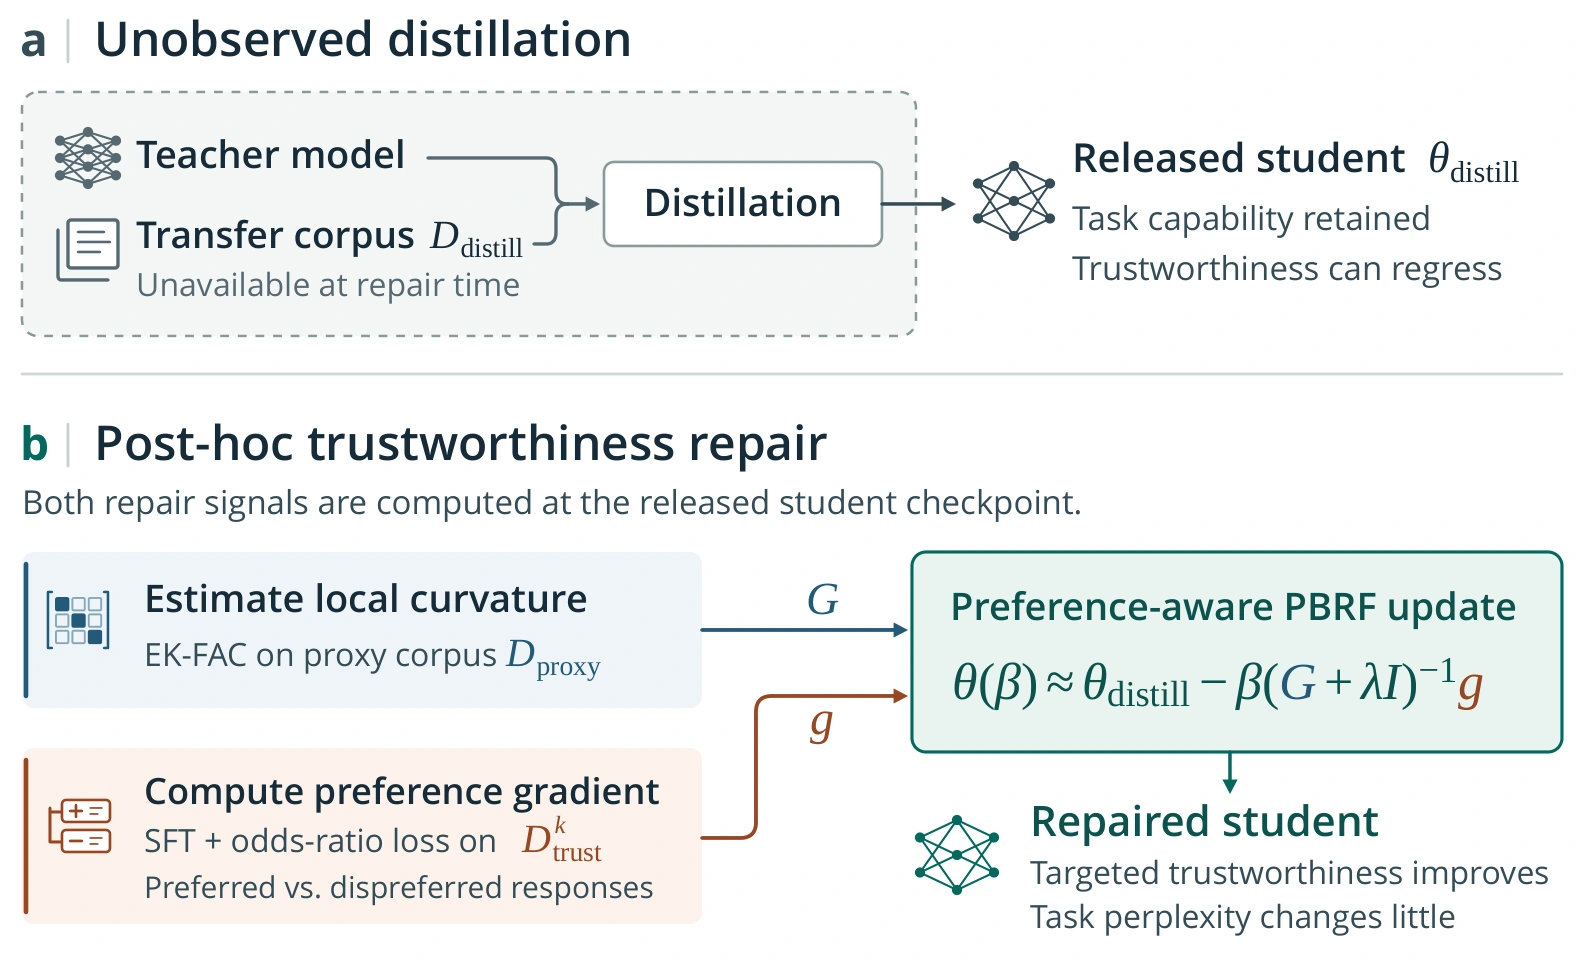 a | Unobserved distillation
Teacher model
Transfer corpus D_distill
Unavailable at repair time
Distillation
Released student θ_distill
Task capability retained
Trustworthiness can regress
b | Post-hoc trustworthiness repair
Both repair signals are computed at the released student checkpoint.
Estimate local curvature
EK-FAC on proxy corpus D_proxy
G
Compute preference gradient
SFT + odds-ratio loss on D^k_trust
Preferred vs. dispreferred responses
g
Preference-aware PBRF update
θ(β) ≈ θ_distill − β(G + λI)⁻¹g
Repaired student
Targeted trustworthiness improves
Task perplexity changes little